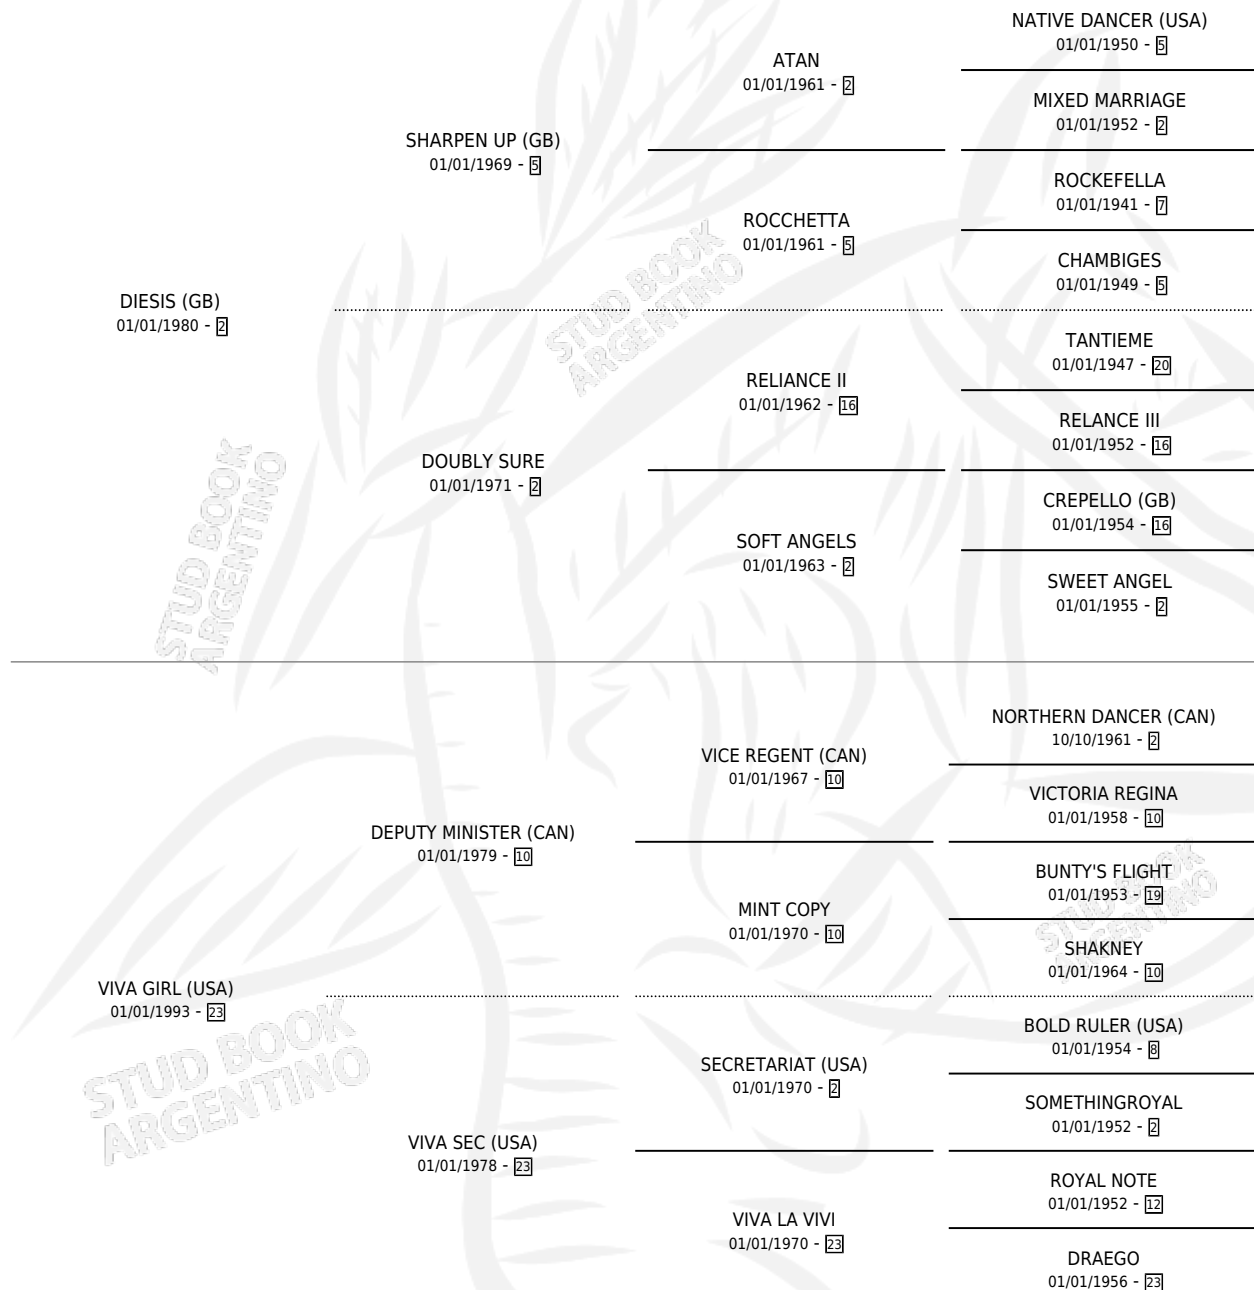 NATIVE DANCER (USA)
01/01/1950 - 5
ATAN
01/01/1961 - 2
MIXED MARRIAGE
01/01/1952 - 2
SHARPEN UP (GB)
01/01/1969 - 5
ROCKEFELLA
01/01/1941 - 7
ROCCHETTA
01/01/1961 - 5
CHAMBIGES
01/01/1949 - 5
DIESIS (GB)
01/01/1980 - 2
STUD BOOK
ARGENTINO
TANTIEME
01/01/1947 - 20
RELIANCE II
01/01/1962 - 16
RELANCE III
01/01/1952 - 16
DOUBLY SURE
01/01/1971 - 2
CREPELLO (GB)
01/01/1954 - 16
SOFT ANGELS
01/01/1963 - 2
SWEET ANGEL
01/01/1955 - 2
STUD BOOK
ARGENTINO
NORTHERN DANCER (CAN)
10/10/1961 - 2
VICE REGENT (CAN)
01/01/1967 - 10
VICTORIA REGINA
01/01/1958 - 10
DEPUTY MINISTER (CAN)
01/01/1979 - 10
BUNTY'S FLIGHT
01/01/1953 - 19
MINT COPY
01/01/1970 - 10
STUD BOOK
ARGENTINO
SHAKNEY
01/01/1964 - 10
VIVA GIRL (USA)
01/01/1993 - 23
STUD BOOK
ARGENTINO
BOLD RULER (USA)
01/01/1954 - 8
SECRETARIAT (USA)
01/01/1970 - 2
SOMETHINGROYAL
01/01/1952 - 2
VIVA SEC (USA)
01/01/1978 - 23
ROYAL NOTE
01/01/1952 - 12
VIVA LA VIVI
01/01/1970 - 23
DRAEGO
01/01/1956 - 23